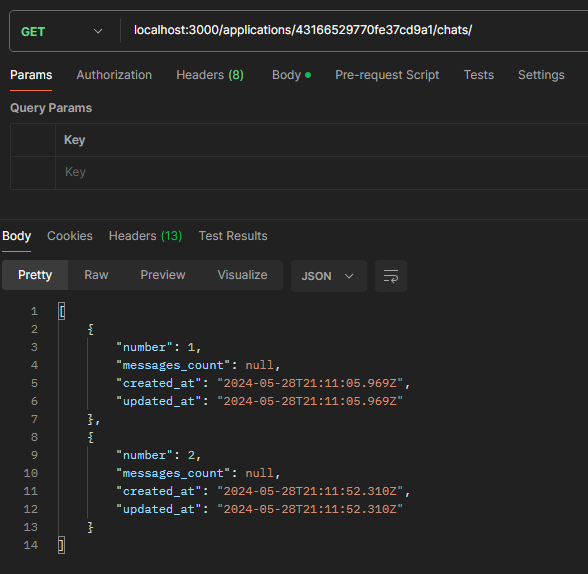 GET localhost:3000/applications/43166529770fe37cd9a1/chats/
Params Authorization Headers (8) Body Pre-request Script Tests Settings
Query Params
Key
Key
Body Cookies Headers (13) Test Results
Pretty Raw Preview Visualize JSON
1 [
2 {
3 "number": 1,
4 "messages_count": null,
5 "created_at": "2024-05-28T21:11:05.969Z",
6 "updated_at": "2024-05-28T21:11:05.969Z"
7 },
8 {
9 "number": 2,
10 "messages_count": null,
11 "created_at": "2024-05-28T21:11:52.310Z",
12 "updated_at": "2024-05-28T21:11:52.310Z"
13 }
14 ]